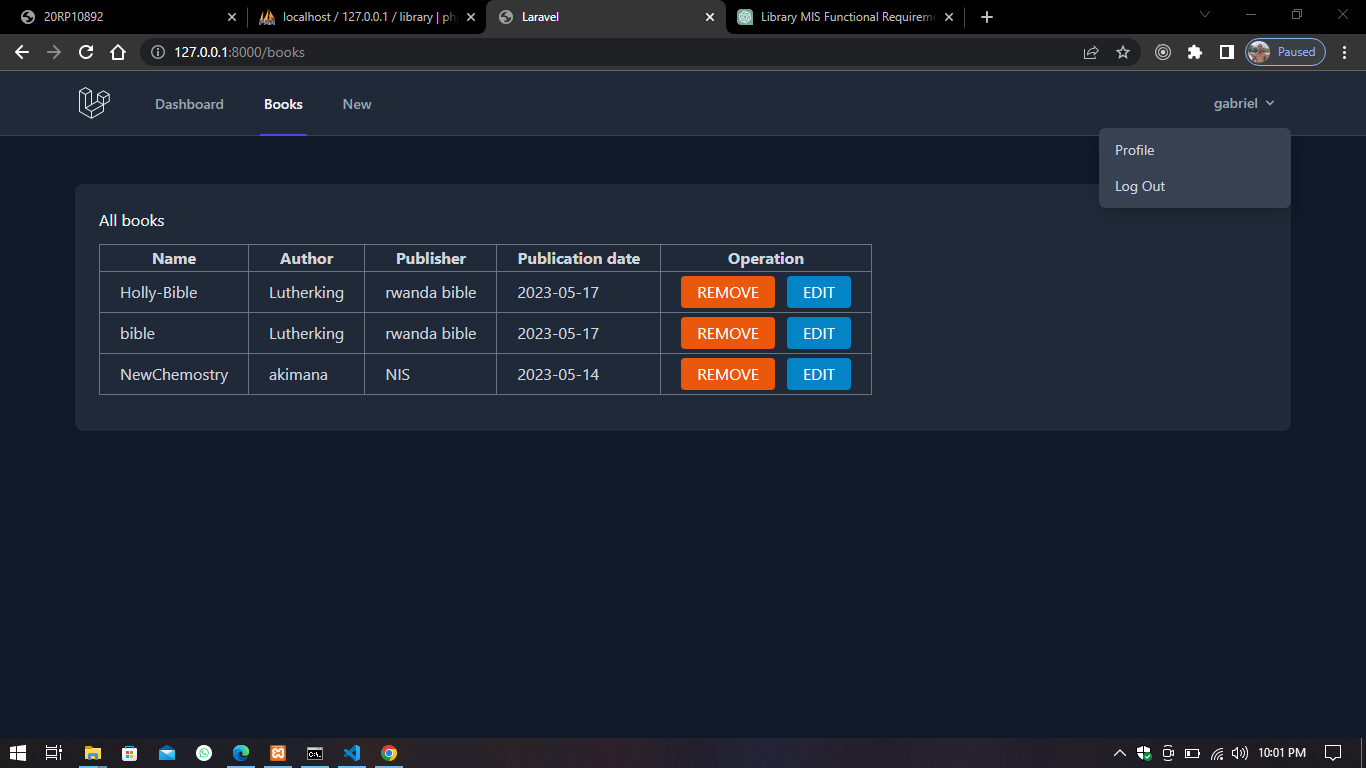 20RP10892
localhost / 127.0.0.1 / library | ph
Laravel
Library MIS Functional Requireme
127.0.0.1:8000/books
Paused
Dashboard
Books
New
gabriel
Profile
Log Out
All books
Name Author Publisher Publication date Operation
Holly-Bible Lutherking rwanda bible 2023-05-17 REMOVE EDIT
bible Lutherking rwanda bible 2023-05-17 REMOVE EDIT
NewChemostry akimana NIS 2023-05-14 REMOVE EDIT
10:01 PM